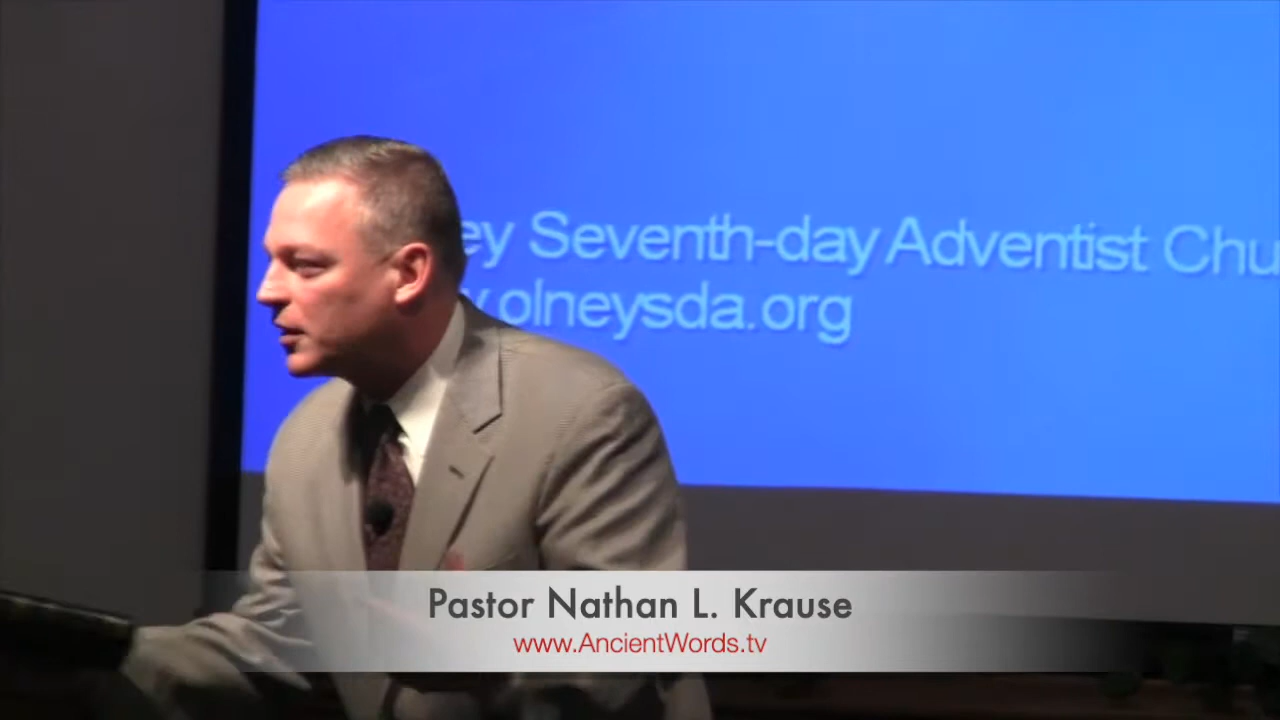 ey Seventh-day Adventist Chu
.olneysda.org
Pastor Nathan L. Krause
www.AncientWords.tv